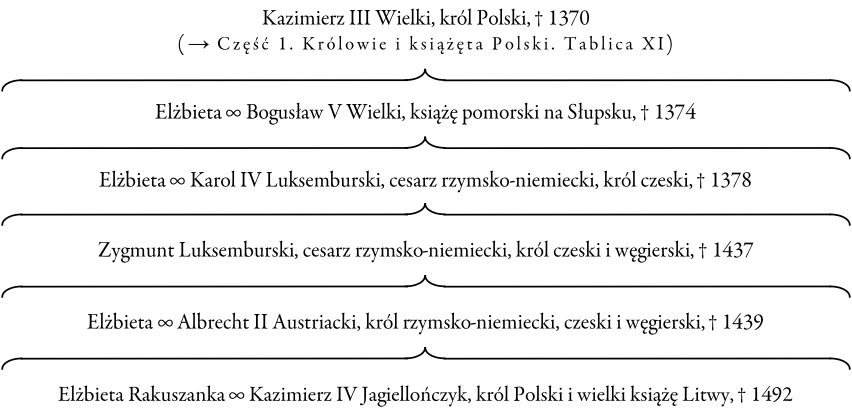 Kazimierz III Wielki, król Polski, † 1370
(→ Część 1. Królowie i książęta Polski. Tablica XI)
Elżbieta ∞ Bogusław V Wielki, książę pomorski na Słupsku, † 1374
Elżbieta ∞ Karol IV Luksemburski, cesarz rzymsko-niemiecki, król czeski, † 1378
Zygmunt Luksemburski, cesarz rzymsko-niemiecki, król czeski i węgierski, † 1437
Elżbieta ∞ Albrecht II Austriacki, król rzymsko-niemiecki, czeski i węgierski, † 1439
Elżbieta Rakuszanka ∞ Kazimierz IV Jagiellończyk, król Polski i wielki książę Litwy, † 1492